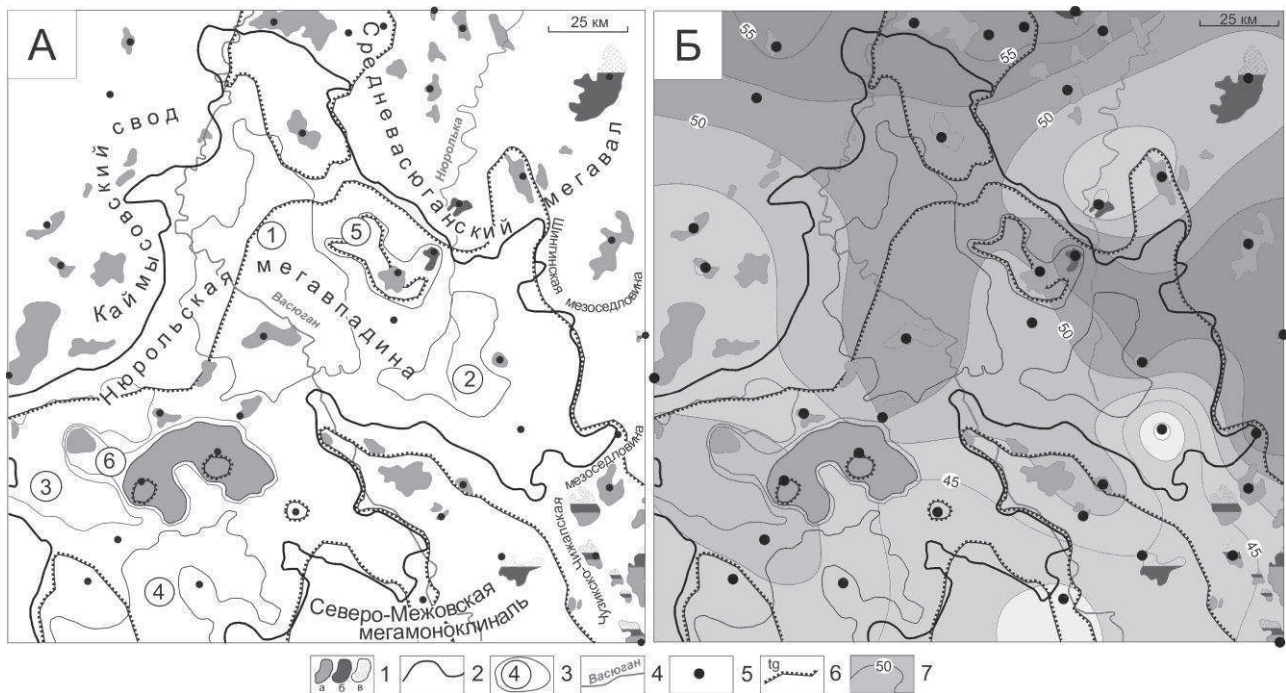 А
25 км
Каймысовский свод
Средневасюганский мегавал
Нюролька
Шингинская
мезоседловина
Нюрольская мегавпадина
Васюган
1
5
2
6
3
4
мезоседловина
Чузикско-Чижапская
Северо-Межовская
мегамоноклиналь
Б
25 км
55
55
50
50
50
45
45
а б в 1
2
4 3
Васюган 4
5
tg 6
50 7